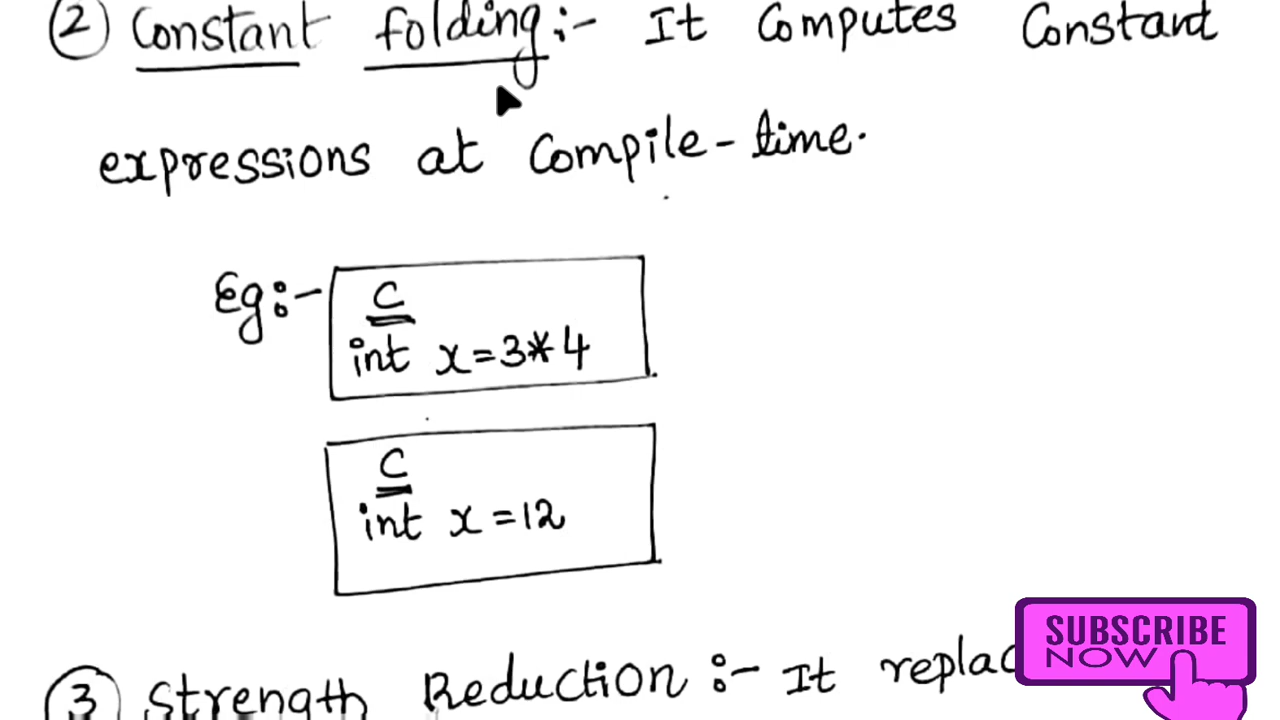 ② Constant folding :- It Computes Constant
expressions at Compile-time.
Eg:- C
int x=3*4
C
int x=12
③ Strength Reduction :- It replac
SUBSCRIBE
NOW